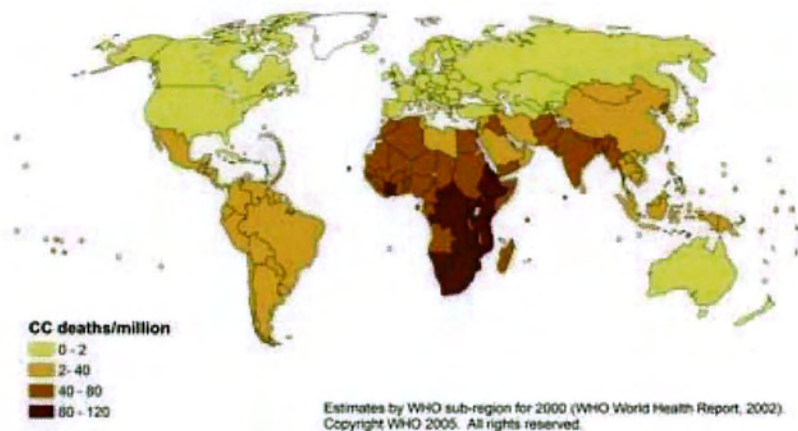 CC deaths/million
0 - 2
2- 40
40 - 80
80 - 120
Estimates by WHO sub-region for 2000 (WHO World Health Report, 2002).
Copyright WHO 2005. All rights reserved.